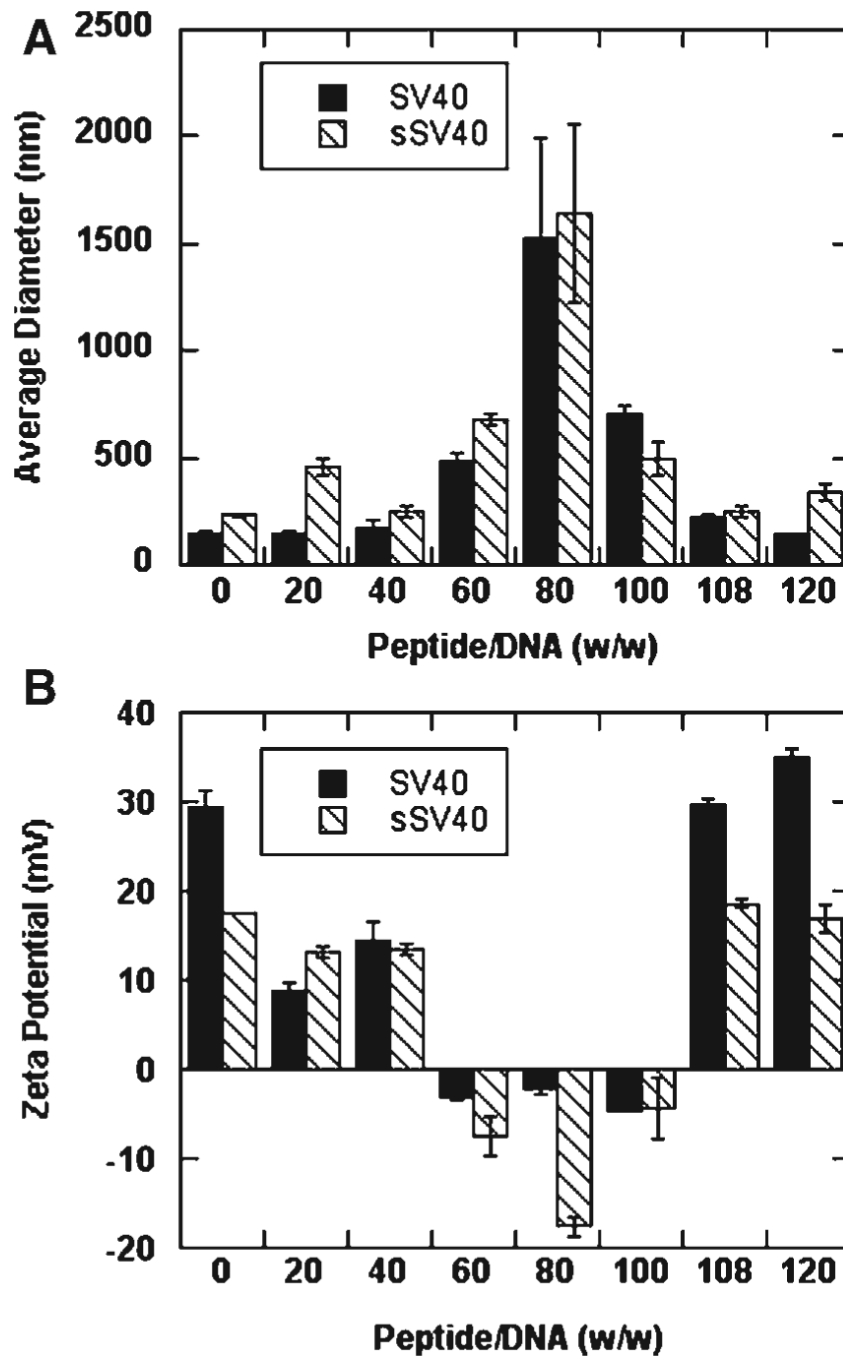 A
2500
2000
1500
1000
500
0
Average Diameter (nm)
SV40
sSV40
0 20 40 60 80 100 108 120
Peptide/DNA (w/w)
B
40
30
20
10
0
-10
-20
Zeta Potential (mV)
SV40
sSV40
0 20 40 60 80 100 108 120
Peptide/DNA (w/w)